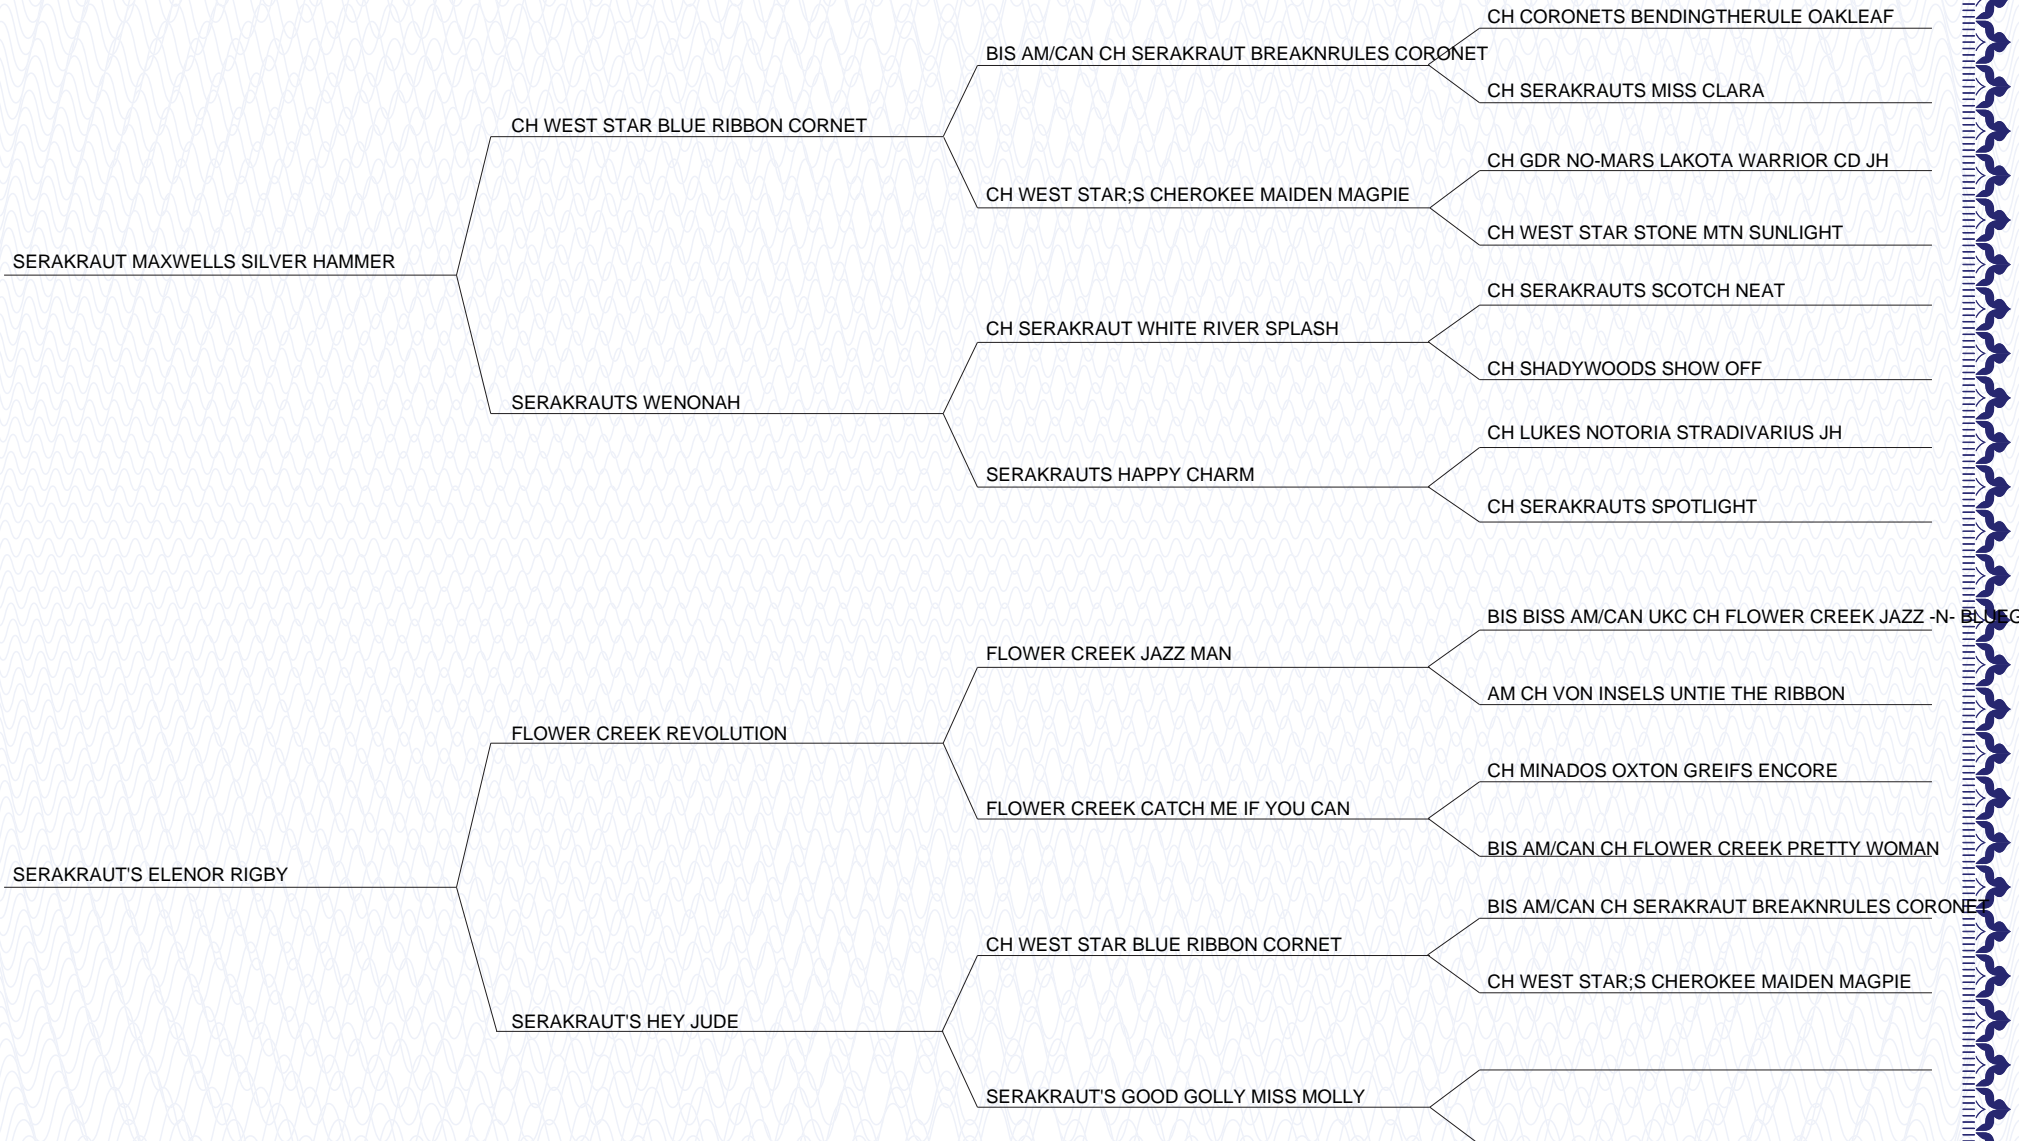 CH CORONETS BENDINGTHERULE OAKLEAF
BIS AM/CAN CH SERAKRAUT BREAKNRULES CORONET
CH SERAKRAUTS MISS CLARA
CH WEST STAR BLUE RIBBON CORNET
CH GDR NO-MARS LAKOTA WARRIOR CD JH
CH WEST STAR;S CHEROKEE MAIDEN MAGPIE
CH WEST STAR STONE MTN SUNLIGHT
SERAKRAUT MAXWELLS SILVER HAMMER
CH SERAKRAUTS SCOTCH NEAT
CH SERAKRAUT WHITE RIVER SPLASH
CH SHADYWOODS SHOW OFF
SERAKRAUTS WENONAH
CH LUKES NOTORIA STRADIVARIUS JH
SERAKRAUTS HAPPY CHARM
CH SERAKRAUTS SPOTLIGHT
BIS BISS AM/CAN UKC CH FLOWER CREEK JAZZ -N-
FLOWER CREEK JAZZ MAN
AM CH VON INSELS UNTIE THE RIBBON
FLOWER CREEK REVOLUTION
CH MINADOS OXTON GREIFS ENCORE
FLOWER CREEK CATCH ME IF YOU CAN
BIS AM/CAN CH FLOWER CREEK PRETTY WOMAN
SERAKRAUT'S ELENOR RIGBY
BIS AM/CAN CH SERAKRAUT BREAKNRULES CORONET
CH WEST STAR BLUE RIBBON CORNET
CH WEST STAR;S CHEROKEE MAIDEN MAGPIE
SERAKRAUT'S HEY JUDE
SERAKRAUT'S GOOD GOLLY MISS MOLLY